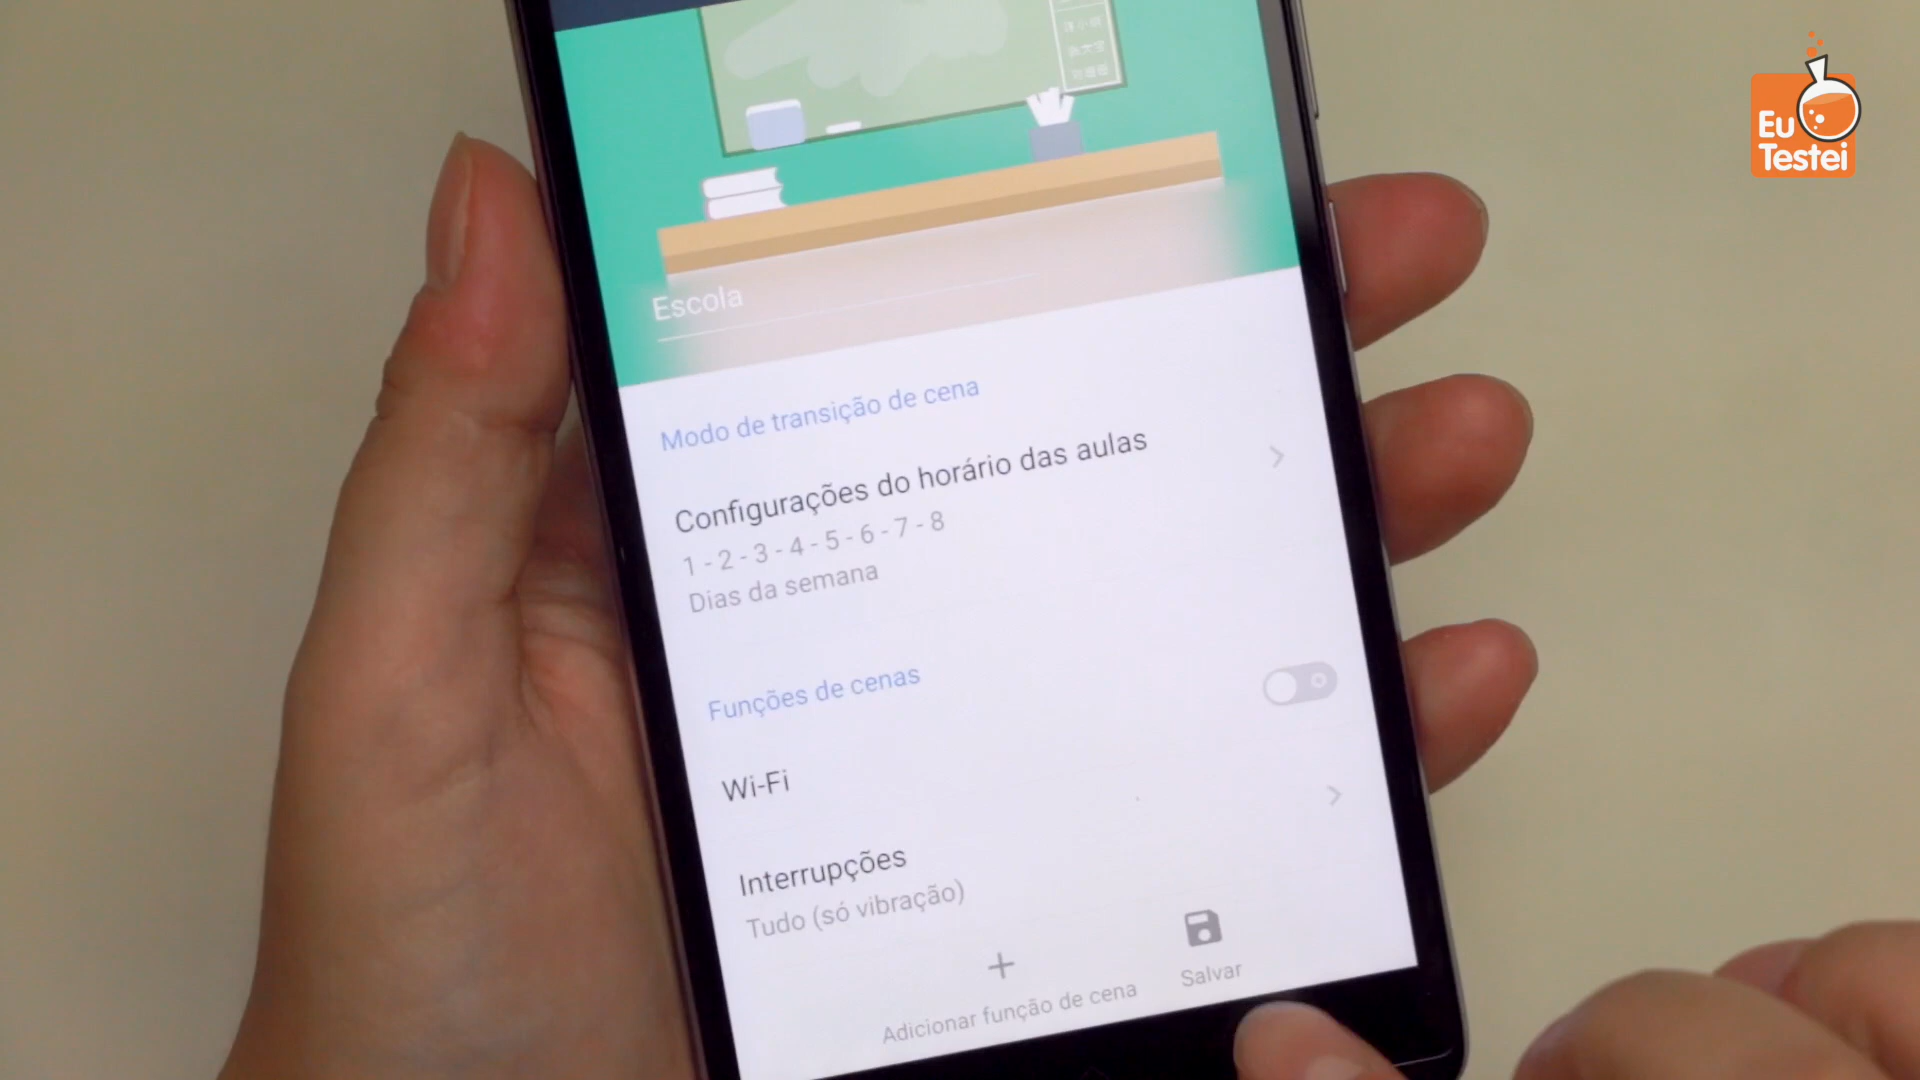 Eu
Testei
Escola
Modo de transição de cena
Configurações do horário das aulas
1 - 2 - 3 - 4 - 5 - 6 - 7 - 8
Dias da semana
Funções de cenas
Wi-Fi
Interrupções
Tudo (só vibração)
Adicionar função de cena
Salvar